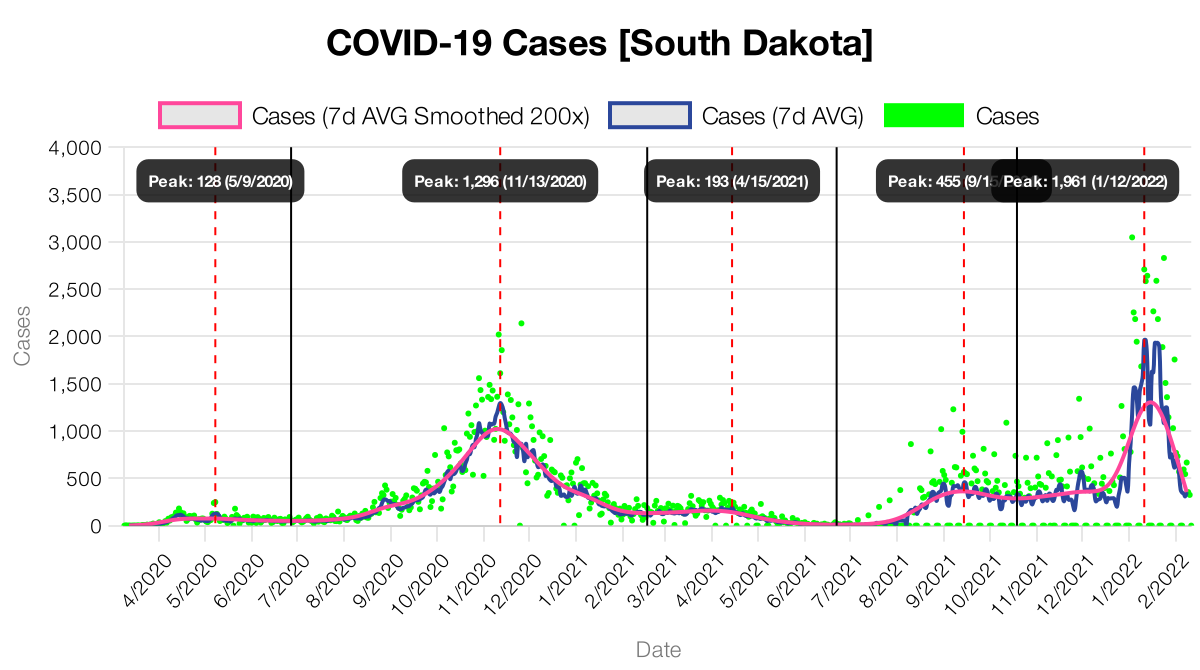 COVID-19 Cases [South Dakota]
Cases (7d AVG Smoothed 200x) Cases (7d AVG) Cases
4,000
Peak: 128 (5/9/2020) Peak: 1,296 (11/13/2020) Peak: 193 (4/15/2021) Peak: 455 (9/15 Peak: 1,961 (1/12/2022)
3,500
3,000
2,500
2,000
1,500
1,000
500
0
Cases
4/2020 5/2020 6/2020 7/2020 8/2020 9/2020 10/2020 11/2020 12/2020 1/2021 2/2021 3/2021 4/2021 5/2021 6/2021 7/2021 8/2021 9/2021 10/2021 11/2021 12/2021 1/2022 2/2022
Date